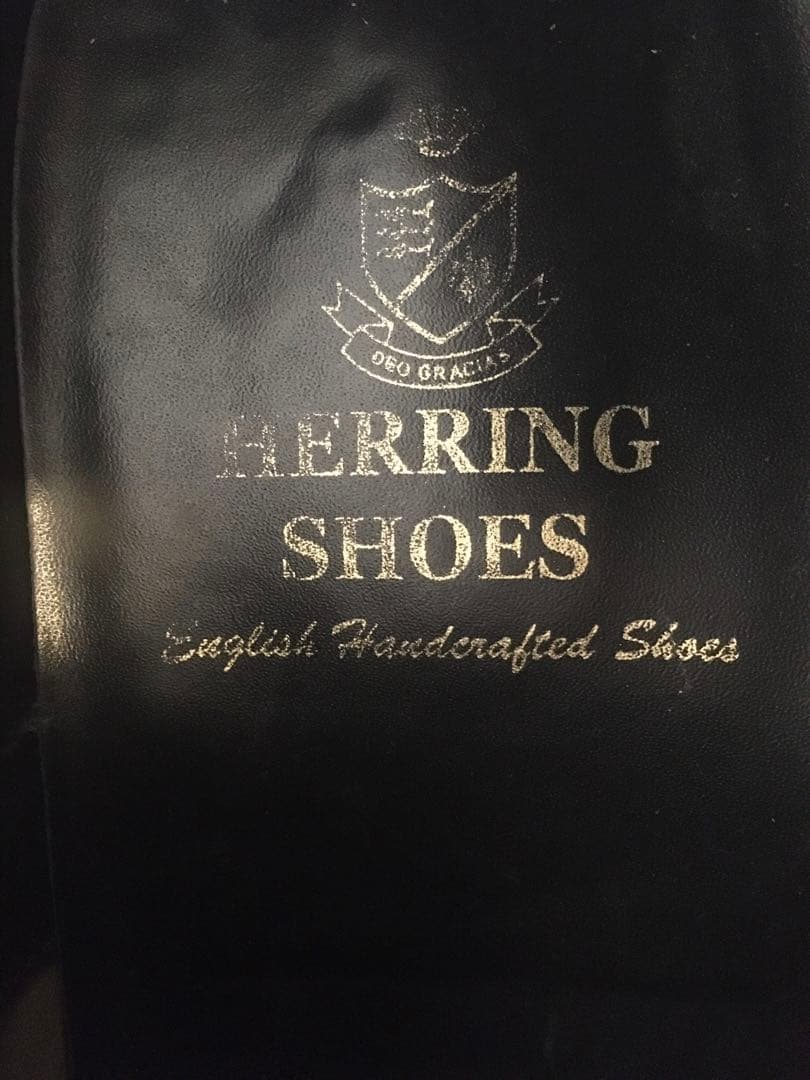 DEO GRACIAS
HERRING
SHOES
English Handcrafted Shoes